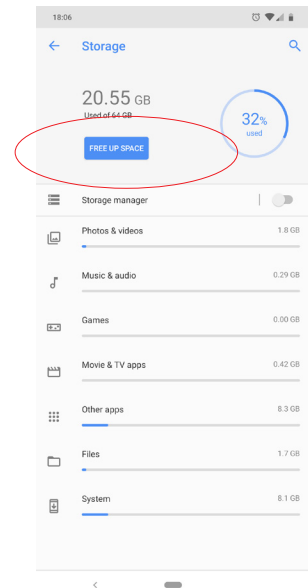 18:06
Storage
20.55 GB
Used of 64 GB
32%
used
FREE UP SPACE
Storage manager
Photos & videos 1.8 GB
Music & audio 0.29 GB
Games 0.00 GB
Movie & TV apps 0.42 GB
Other apps 8.3 GB
Files 1.7 GB
System 8.1 GB